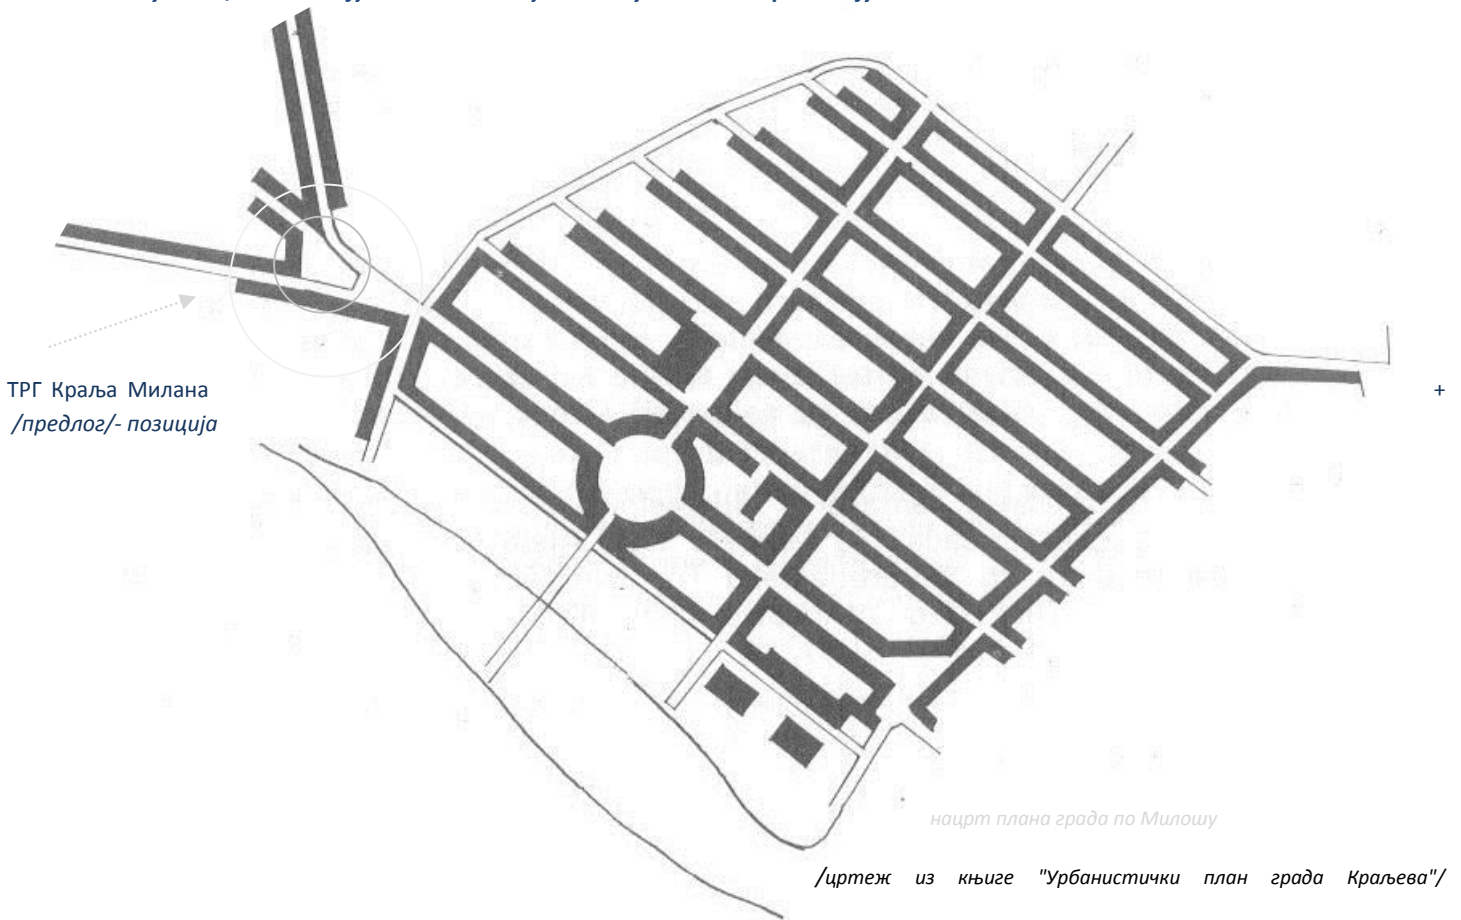 ТРГ Краља Милана
+
/предлог/- позиција
нацрт плана града по Милошу
/цртеж из књиге "Урбанистички план града Краљева"/